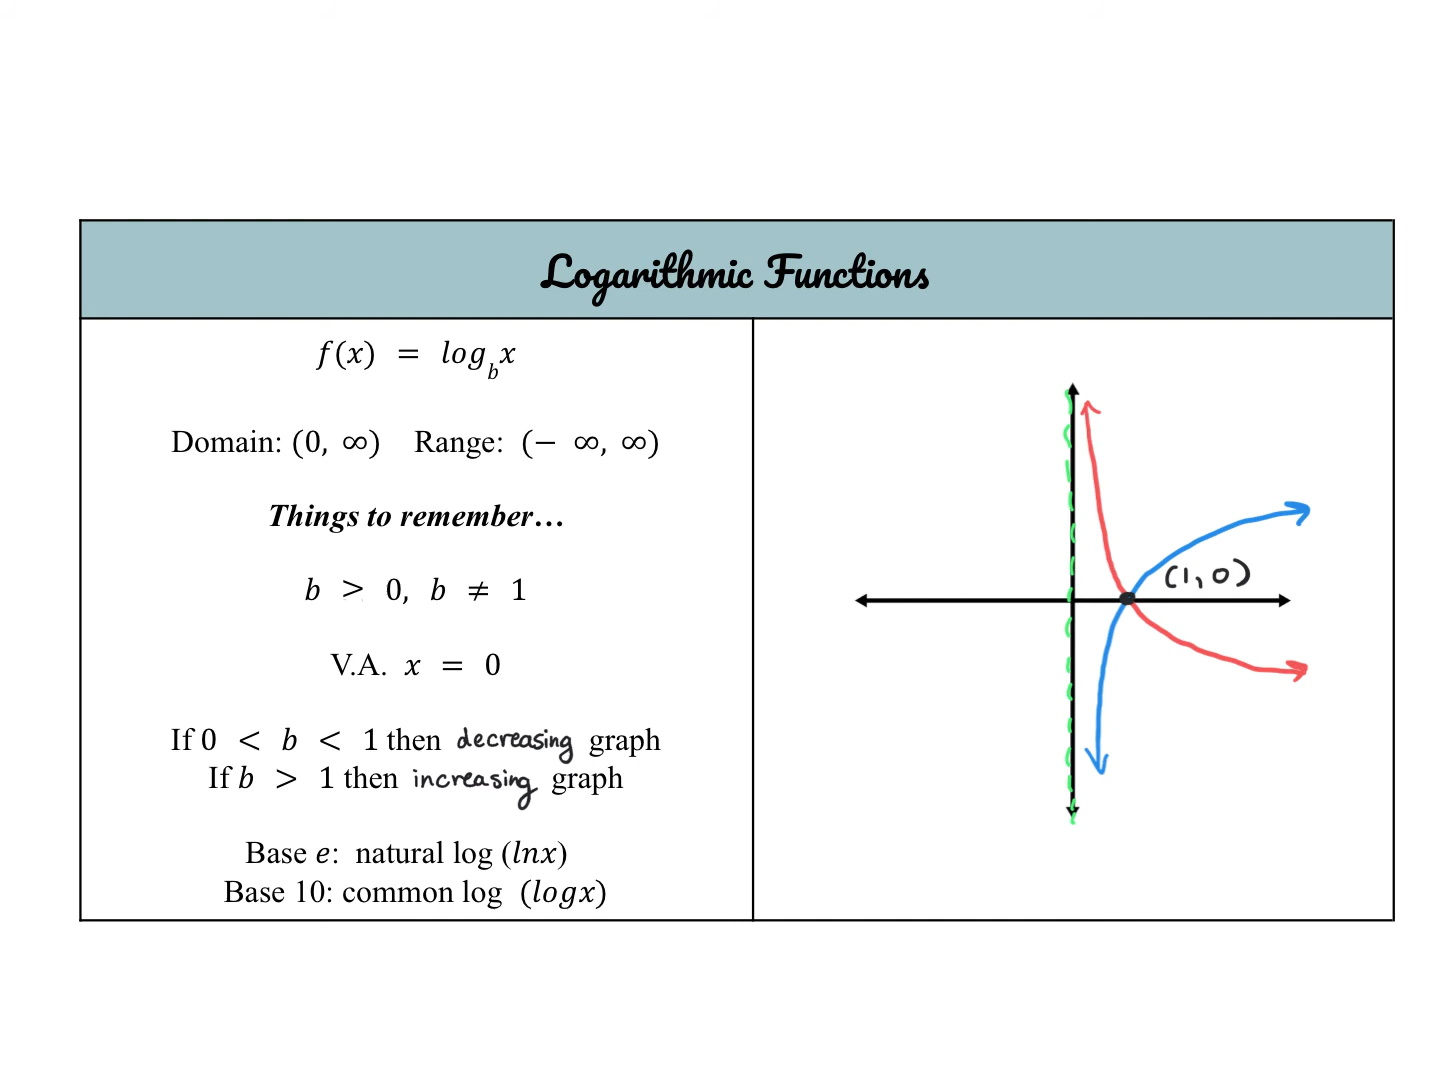 Logarithmic Functions
f(x) = log_b x
Domain: (0, ∞) Range: (− ∞, ∞)
Things to remember…
b > 0, b ≠ 1
V.A. x = 0
If 0 < b < 1 then decreasing graph
If b > 1 then increasing graph
Base e: natural log (lnx)
Base 10: common log (logx)
(1,0)